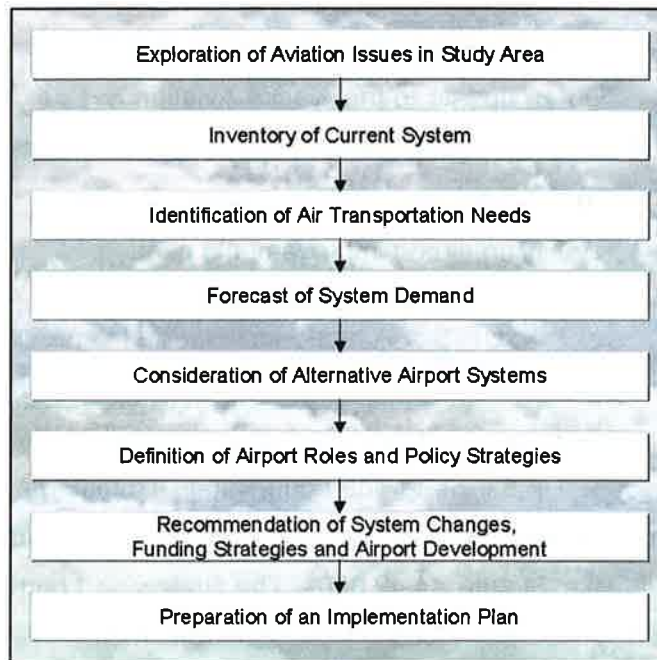 Exploration of Aviation Issues in Study Area
Inventory of Current System
Identification of Air Transportation Needs
Forecast of System Demand
Consideration of Alternative Airport Systems
Definition of Airport Roles and Policy Strategies
Recommendation of System Changes,
Funding Strategies and Airport Development
Preparation of an Implementation Plan